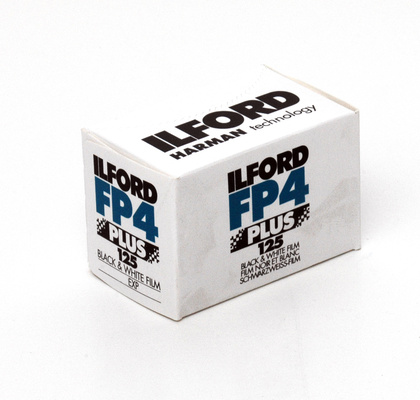 ILFORD
HARMAN technology
ILFORD
FP4
PLUS
125
BLACK & WHITE FILM
EXP
ILFORD
FP4
PLUS
125
BLACK & WHITE FILM
FILM NOIR ET BLANC
SCHWARZWEISS-FILM